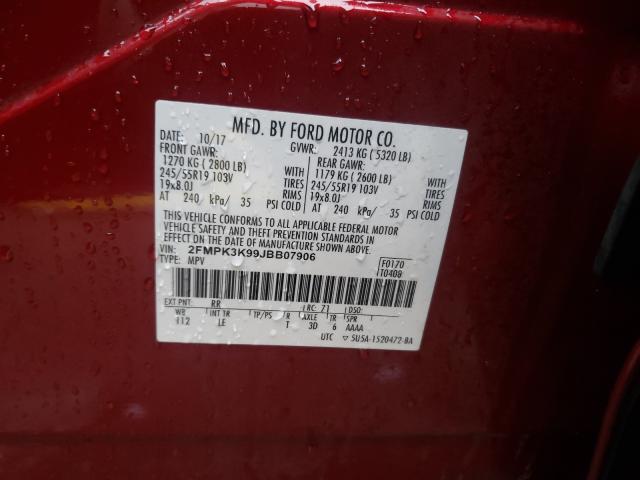 MFD. BY FORD MOTOR CO.
DATE: 10/17 GVWR: 2413 KG ( 5320 LB)
FRONT GAWR: REAR GAWR:
1270 KG ( 2800 LB) WITH 1179 KG ( 2600 LB) WITH
245/55R19 103V TIRES 245/55R19 103V TIRES
19x8.0J RIMS 19x8.0J RIMS
AT 240 kPa/ 35 PSI COLD AT 240 kPa/ 35 PSI COLD
THIS VEHICLE CONFORMS TO ALL APPLICABLE FEDERAL MOTOR
VEHICLE SAFETY AND THEFT PREVENTION STANDARDS IN
EFFECT ON THE DATE OF MANUFACTURE SHOWN ABOVE.
VIN: 2FMPK3K99JBB07906
TYPE: MPV
F0170
T0408
EXT PNT: RR RC: 71 DSO:
WB INT TR TP/PS R AXLE TR SPR
112 LE T 3D 6 AAAA
UTC ▽ 5U5A-1520472-BA